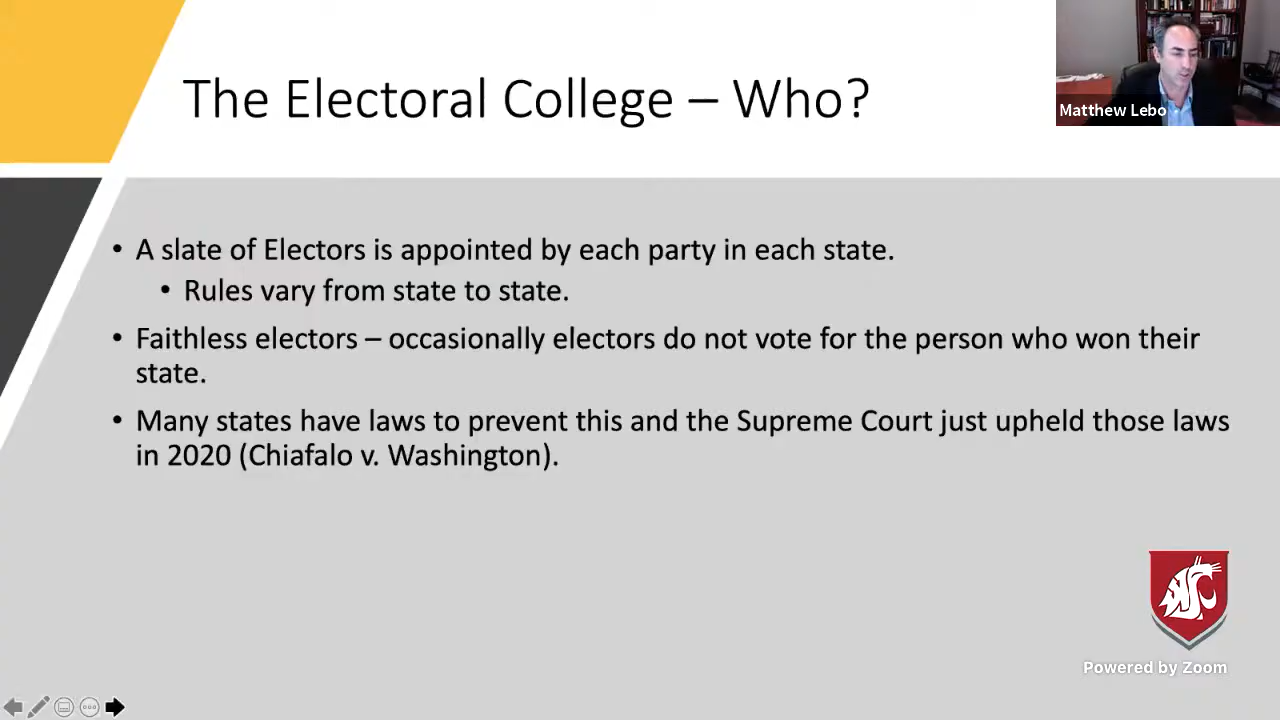 The Electoral College – Who?
Matthew Lebo
• A slate of Electors is appointed by each party in each state.
• Rules vary from state to state.
• Faithless electors – occasionally electors do not vote for the person who won their
state.
• Many states have laws to prevent this and the Supreme Court just upheld those laws
in 2020 (Chiafalo v. Washington).
Powered by Zoom